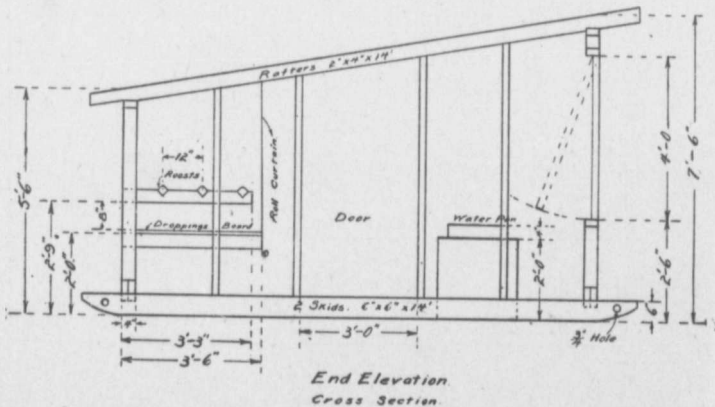 Rafters 2"x4"x14'
12"
Roosts
Roll Curtain
8"
Droppings Board
Door
Water Pan
5'-6"
2'-9"
2'-0"
2'-0"
4'-0
2'-6"
7'-6"
6"
2 Skids. 6"x6"x14'
4"
3'-3"
3'-6"
3'-0"
3/4" Hole
End Elevation.
Cross Section.